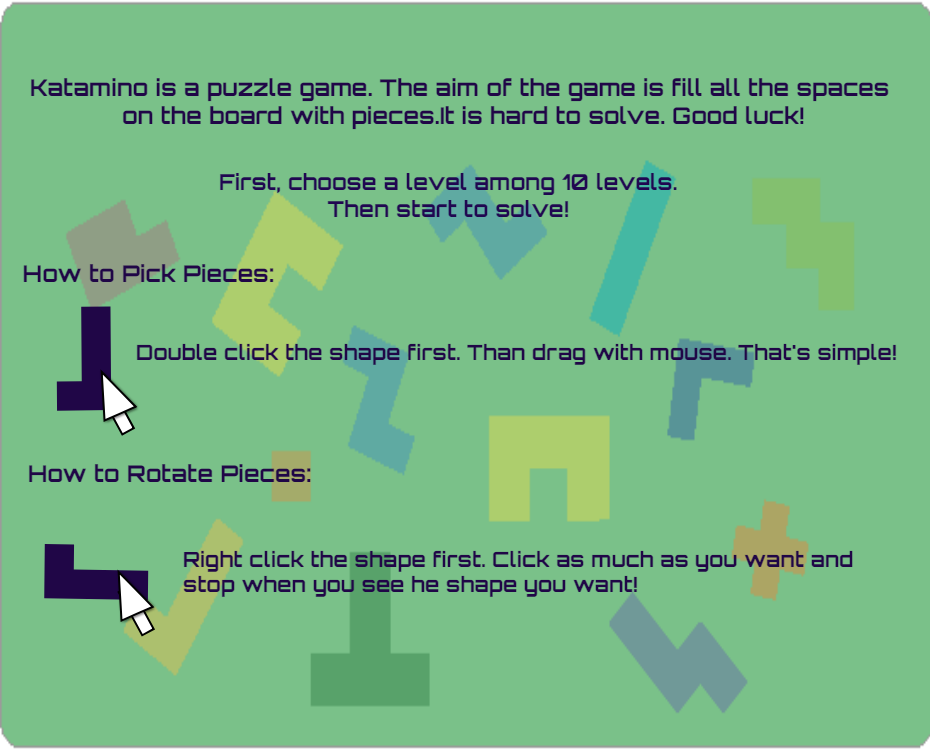 Katamino is a puzzle game. The aim of the game is fill all the spaces
on the board with pieces.It is hard to solve. Good luck!
First, choose a level among 10 levels.
Then start to solve!
How to Pick Pieces:
Double click the shape first. Than drag with mouse. That's simple!
How to Rotate Pieces:
Right click the shape first. Click as much as you want and
stop when you see he shape you want!